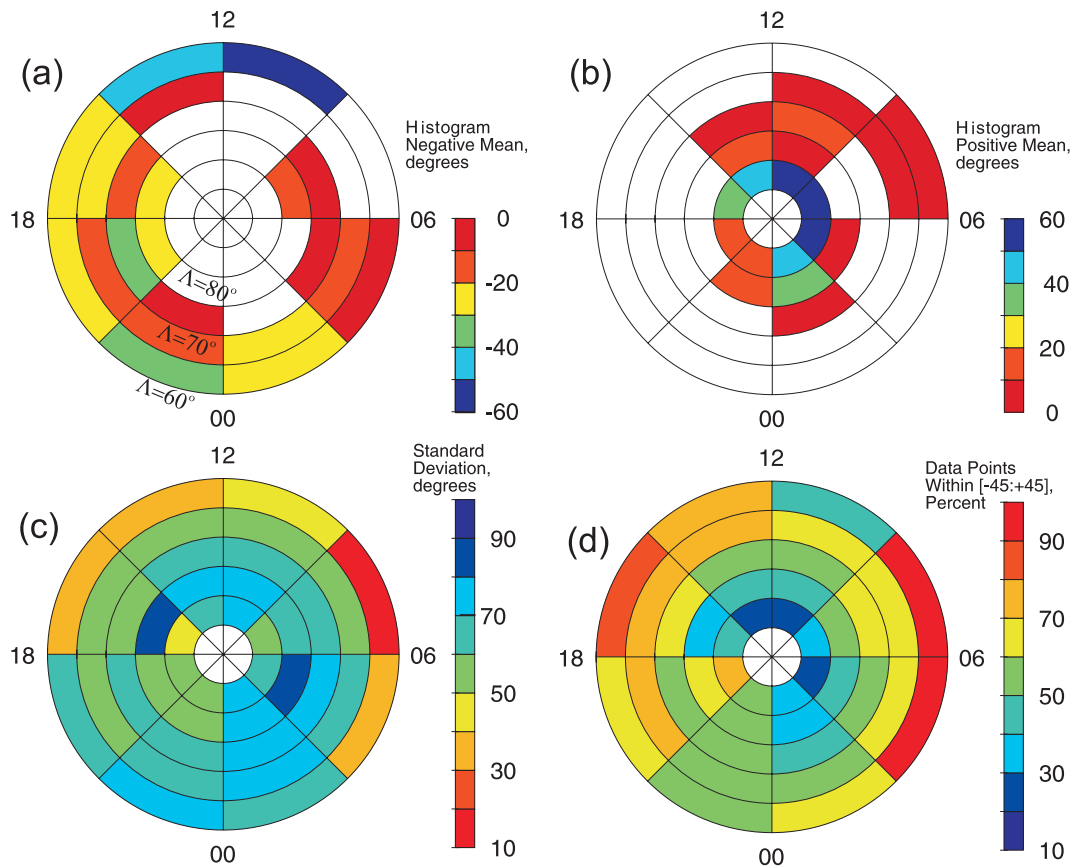 12
(a)
Histogram
Negative Mean,
degrees
18
06
0
-20
-40
-60
Λ=80°
Λ=70°
Λ=60°
00
12
(b)
Histogram
Positive Mean,
degrees
18
06
60
40
20
0
00
12
(c)
Standard
Deviation,
degrees
18
06
90
70
50
30
10
00
12
(d)
Data Points
Within [-45:+45],
Percent
18
06
90
70
50
30
10
00